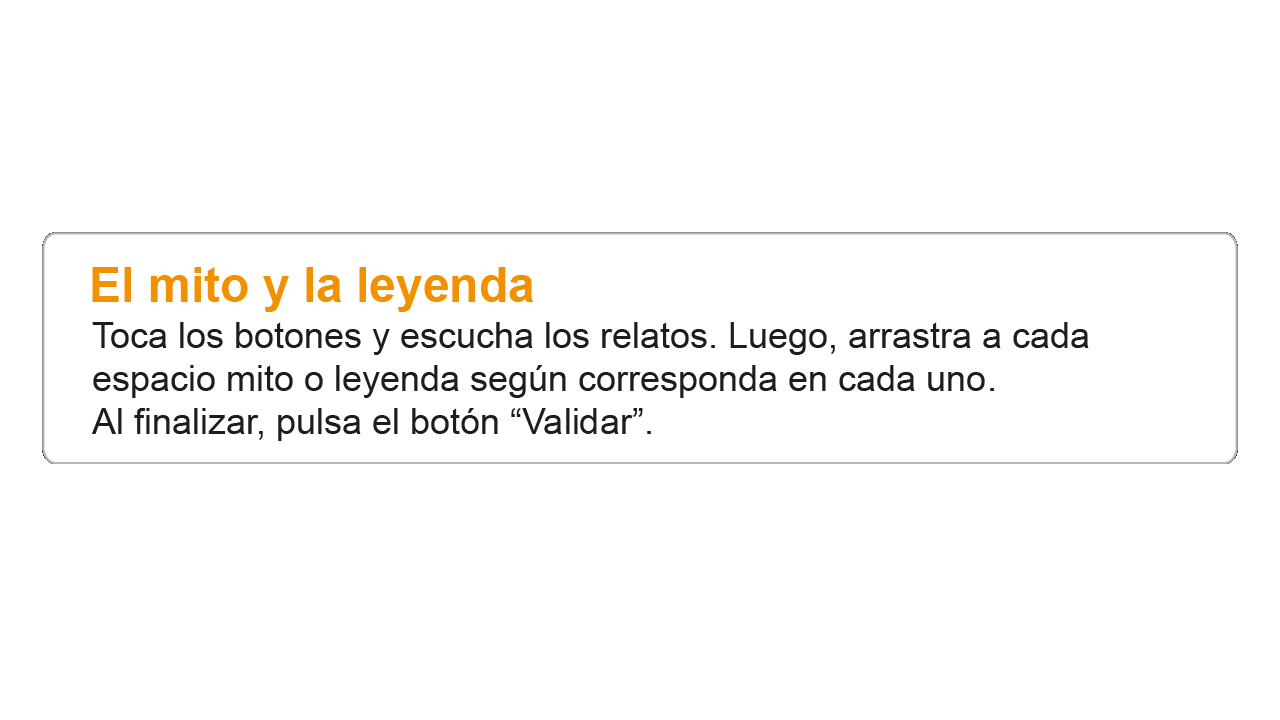 El mito y la leyenda
Toca los botones y escucha los relatos. Luego, arrastra a cada
espacio mito o leyenda según corresponda en cada uno.
Al finalizar, pulsa el botón “Validar”.